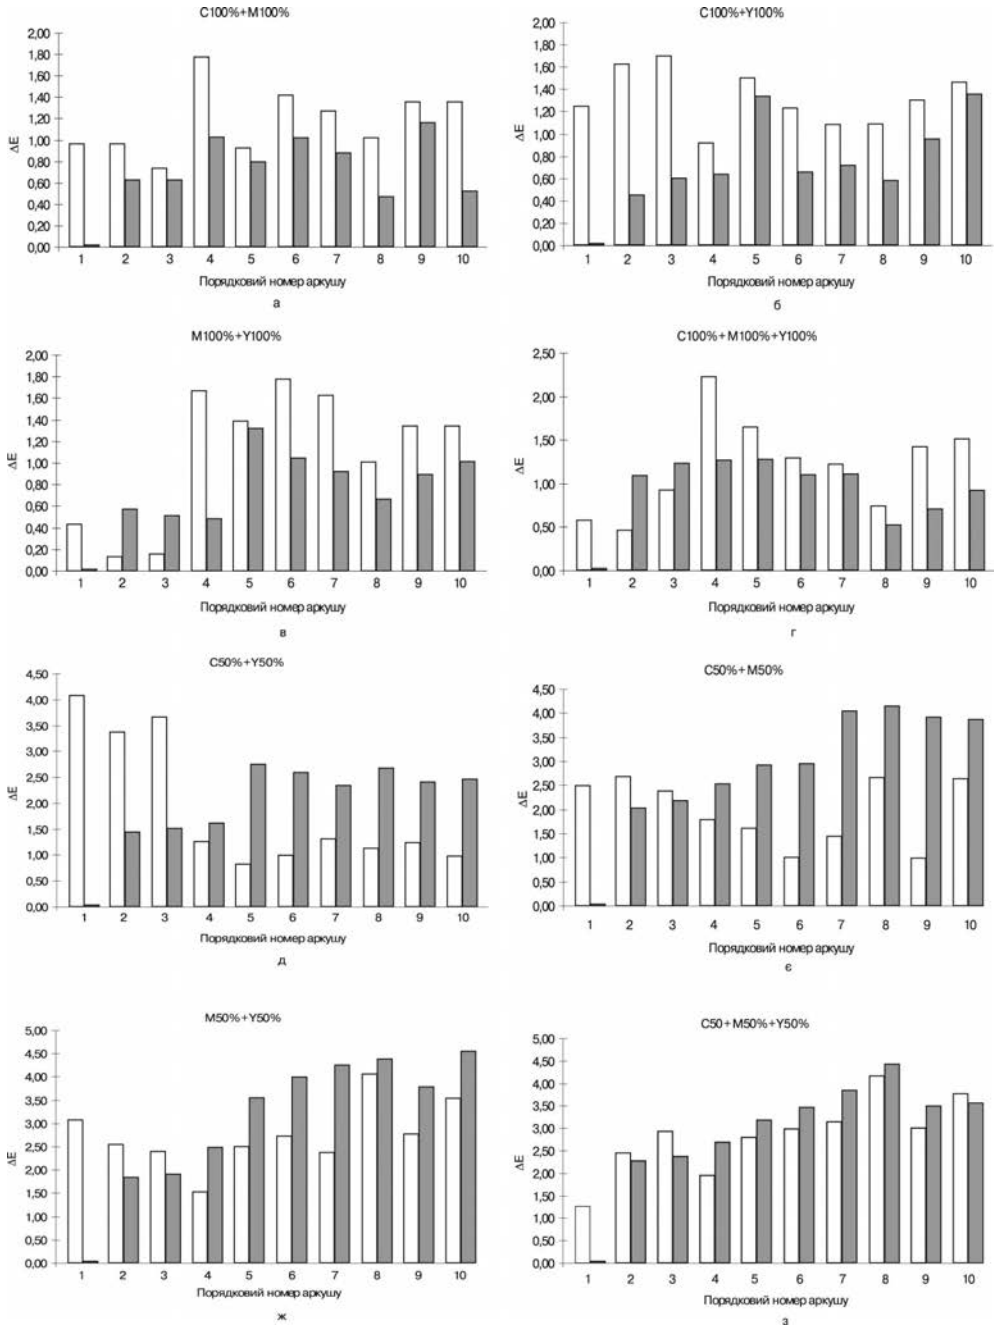 C100%+M100%
2,00
1,80
1,60
1,40
1,20
1,00
0,80
0,60
0,40
0,20
0,00
ΔE
1 2 3 4 5 6 7 8 9 10
Порядковий номер аркушу
а
C100%+Y100%
2,00
1,80
1,60
1,40
1,20
1,00
0,80
0,60
0,40
0,20
0,00
ΔE
1 2 3 4 5 6 7 8 9 10
Порядковий номер аркушу
б
M100%+Y100%
2,00
1,80
1,60
1,40
1,20
1,00
0,80
0,60
0,40
0,20
0,00
ΔE
1 2 3 4 5 6 7 8 9 10
Порядковий номер аркушу
в
C100%+M100%+Y100%
2,50
2,00
1,50
1,00
0,50
0,00
ΔE
1 2 3 4 5 6 7 8 9 10
Порядковий номер аркушу
г
C50%+Y50%
4,50
4,00
3,50
3,00
2,50
2,00
1,50
1,00
0,50
0,00
ΔE
1 2 3 4 5 6 7 8 9 10
Порядковий номер аркушу
д
C50%+M50%
4,50
4,00
3,50
3,00
2,50
2,00
1,50
1,00
0,50
0,00
ΔE
1 2 3 4 5 6 7 8 9 10
Порядковий номер аркушу
є
M50%+Y50%
5,00
4,50
4,00
3,50
3,00
2,50
2,00
1,50
1,00
0,50
0,00
ΔE
1 2 3 4 5 6 7 8 9 10
Порядковий номер аркушу
ж
C50+M50%+Y50%
5,00
4,50
4,00
3,50
3,00
2,50
2,00
1,50
1,00
0,50
0,00
ΔE
1 2 3 4 5 6 7 8 9 10
Порядковий номер аркушу
з